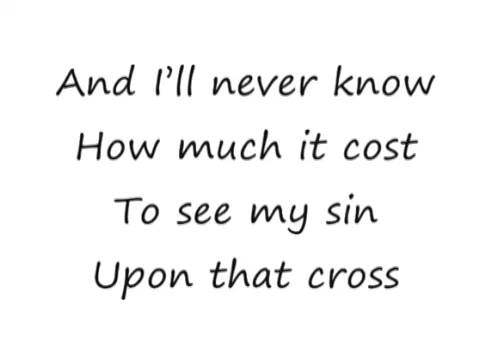 And I'll never know
How much it cost
To see my sin
Upon that cross